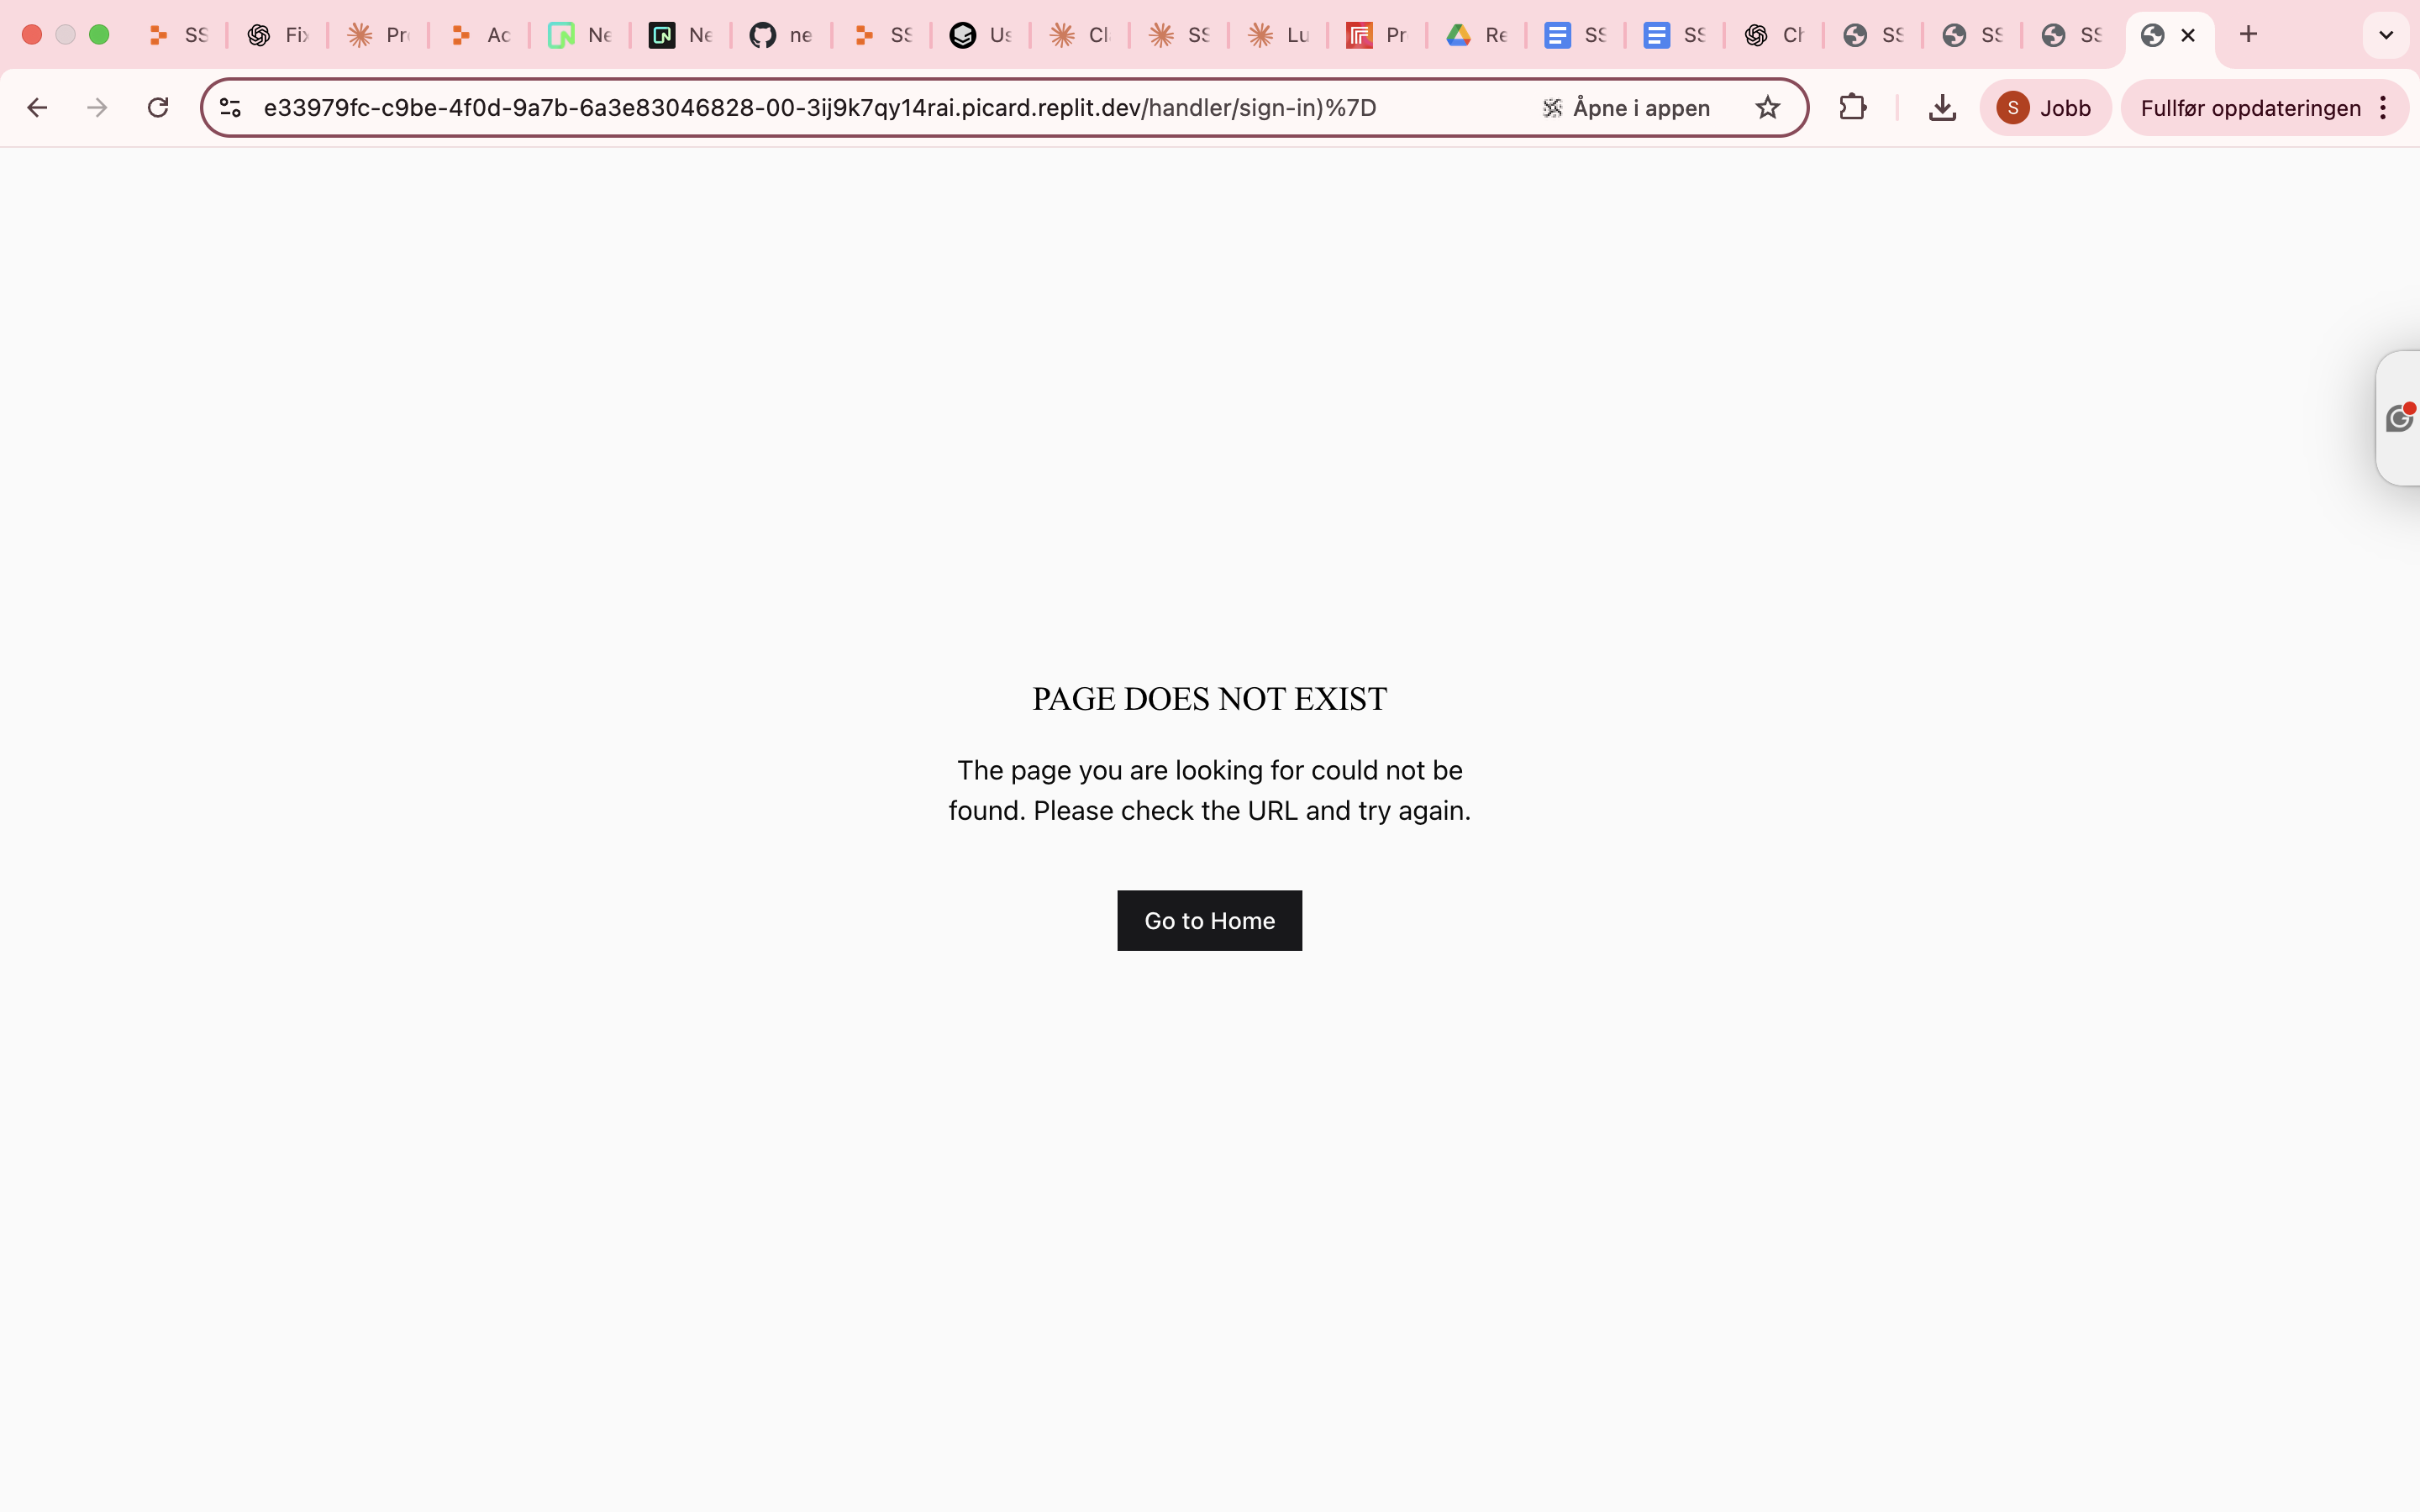 SS Fix Pr Ac Ne Ne ne SS Us Cl SS Lu Pr Re SS SS Ch SS SS SS
e33979fc-c9be-4f0d-9a7b-6a3e83046828-00-3ij9k7qy14rai.picard.replit.dev/handler/sign-in)%7D Åpne i appen S Jobb Fullfør oppdateringen
PAGE DOES NOT EXIST
The page you are looking for could not be
found. Please check the URL and try again.
Go to Home